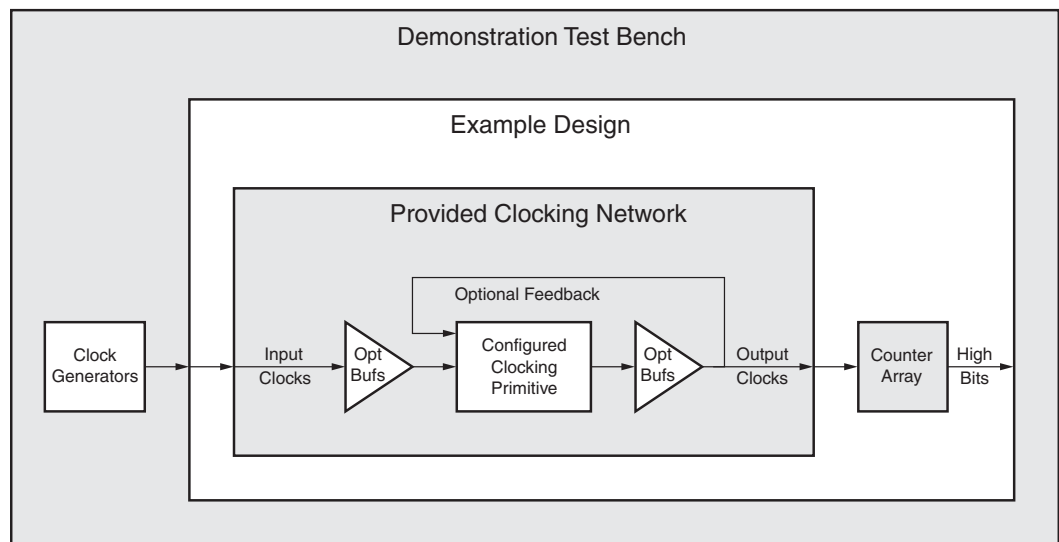 Demonstration Test Bench
Example Design
Provided Clocking Network
Optional Feedback
Clock
Generators
Input
Clocks
Opt
Bufs
Configured
Clocking
Primitive
Opt
Bufs
Output
Clocks
Counter
Array
High
Bits